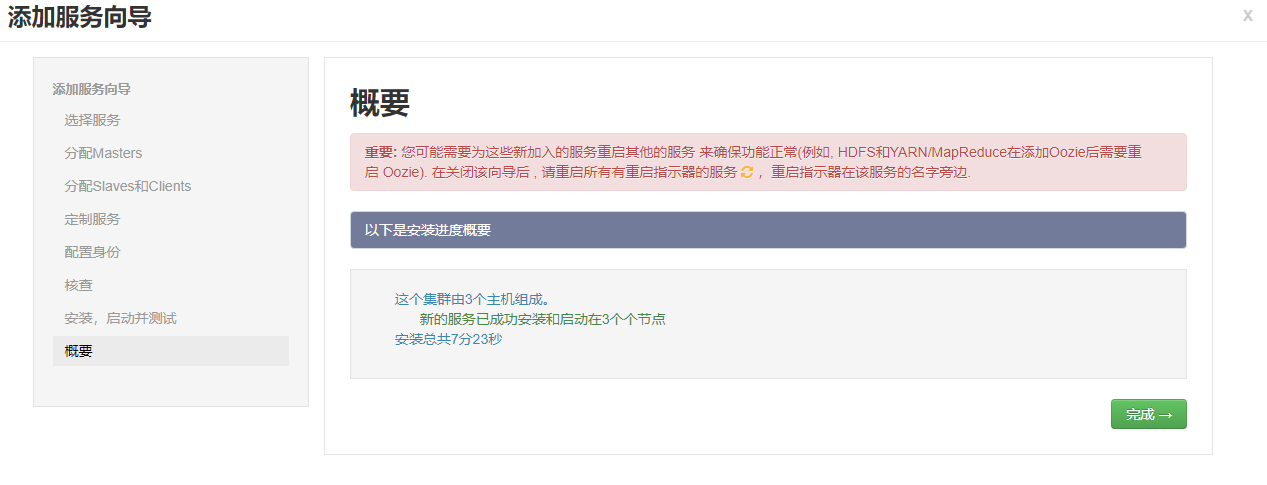 添加服务向导
x
添加服务向导
选择服务
分配Masters
分配Slaves和Clients
定制服务
配置身份
核查
安装，启动并测试
概要
概要
重要: 您可能需要为这些新加入的服务重启其他的服务 来确保功能正常(例如, HDFS和YARN/MapReduce在添加Oozie后需要重
启 Oozie). 在关闭该向导后 , 请重启所有有重启指示器的服务 ，重启指示器在该服务的名字旁边.
以下是安装进度概要
这个集群由3个主机组成。
新的服务已成功安装和启动在3个个节点
安装总共7分23秒
完成 →